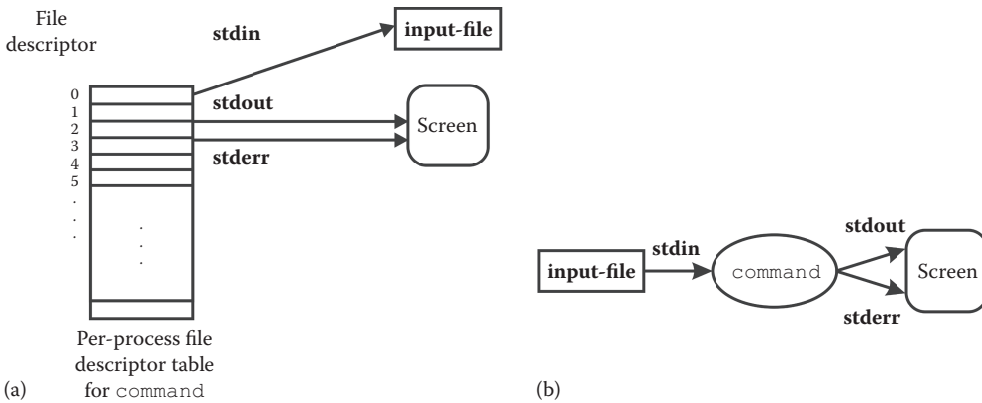 File
descriptor
stdin
input-file
0
1
2
3
4
5
.
.
.
stdout
Screen
stderr
.
.
.
Per-process file
descriptor table
for command
(a)
input-file
stdin
command
stdout
Screen
stderr
(b)